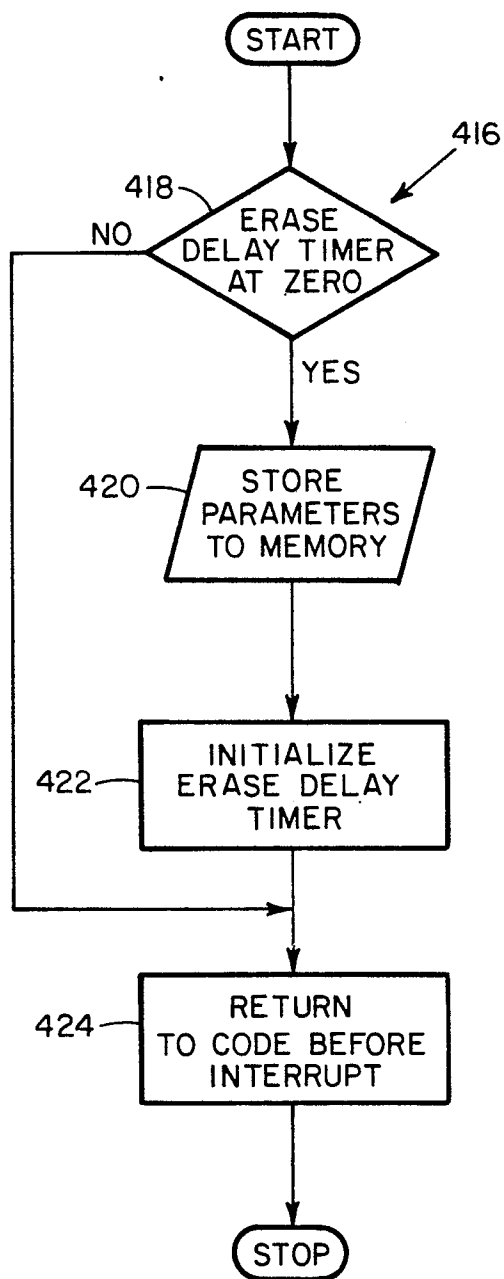 START
416
418
ERASE
DELAY TIMER
AT ZERO
NO
YES
420
STORE
PARAMETERS
TO MEMORY
422
INITIALIZE
ERASE DELAY
TIMER
424
RETURN
TO CODE BEFORE
INTERRUPT
STOP